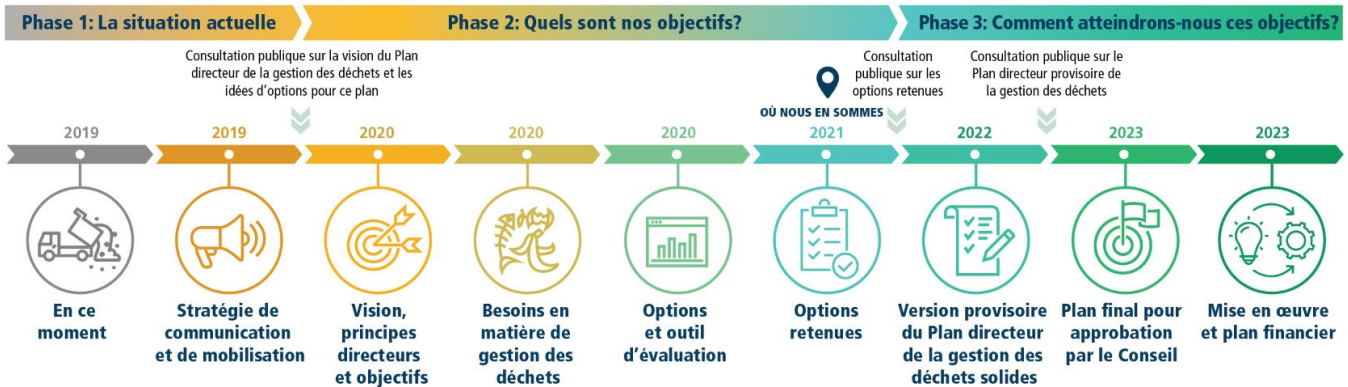 Phase 1: La situation actuelle
Phase 2: Quels sont nos objectifs?
Phase 3: Comment atteindrons-nous ces objectifs?
Consultation publique sur la vision du Plan
directeur de la gestion des déchets et les
idées d'options pour ce plan
OÙ NOUS EN SOMMES
Consultation
publique sur les
options retenues
Consultation publique sur le
Plan directeur provisoire de
la gestion des déchets
2019
2019
2020
2020
2020
2021
2022
2023
2023
En ce
moment
Stratégie de
communication
et de mobilisation
Vision,
principes
directeurs
et objectifs
Besoins en
matière de
gestion des
déchets
Options
et outil
d'évaluation
Options
retenues
Version provisoire
du Plan directeur
de la gestion des
déchets solides
Plan final pour
approbation
par le Conseil
Mise en œuvre
et plan financier